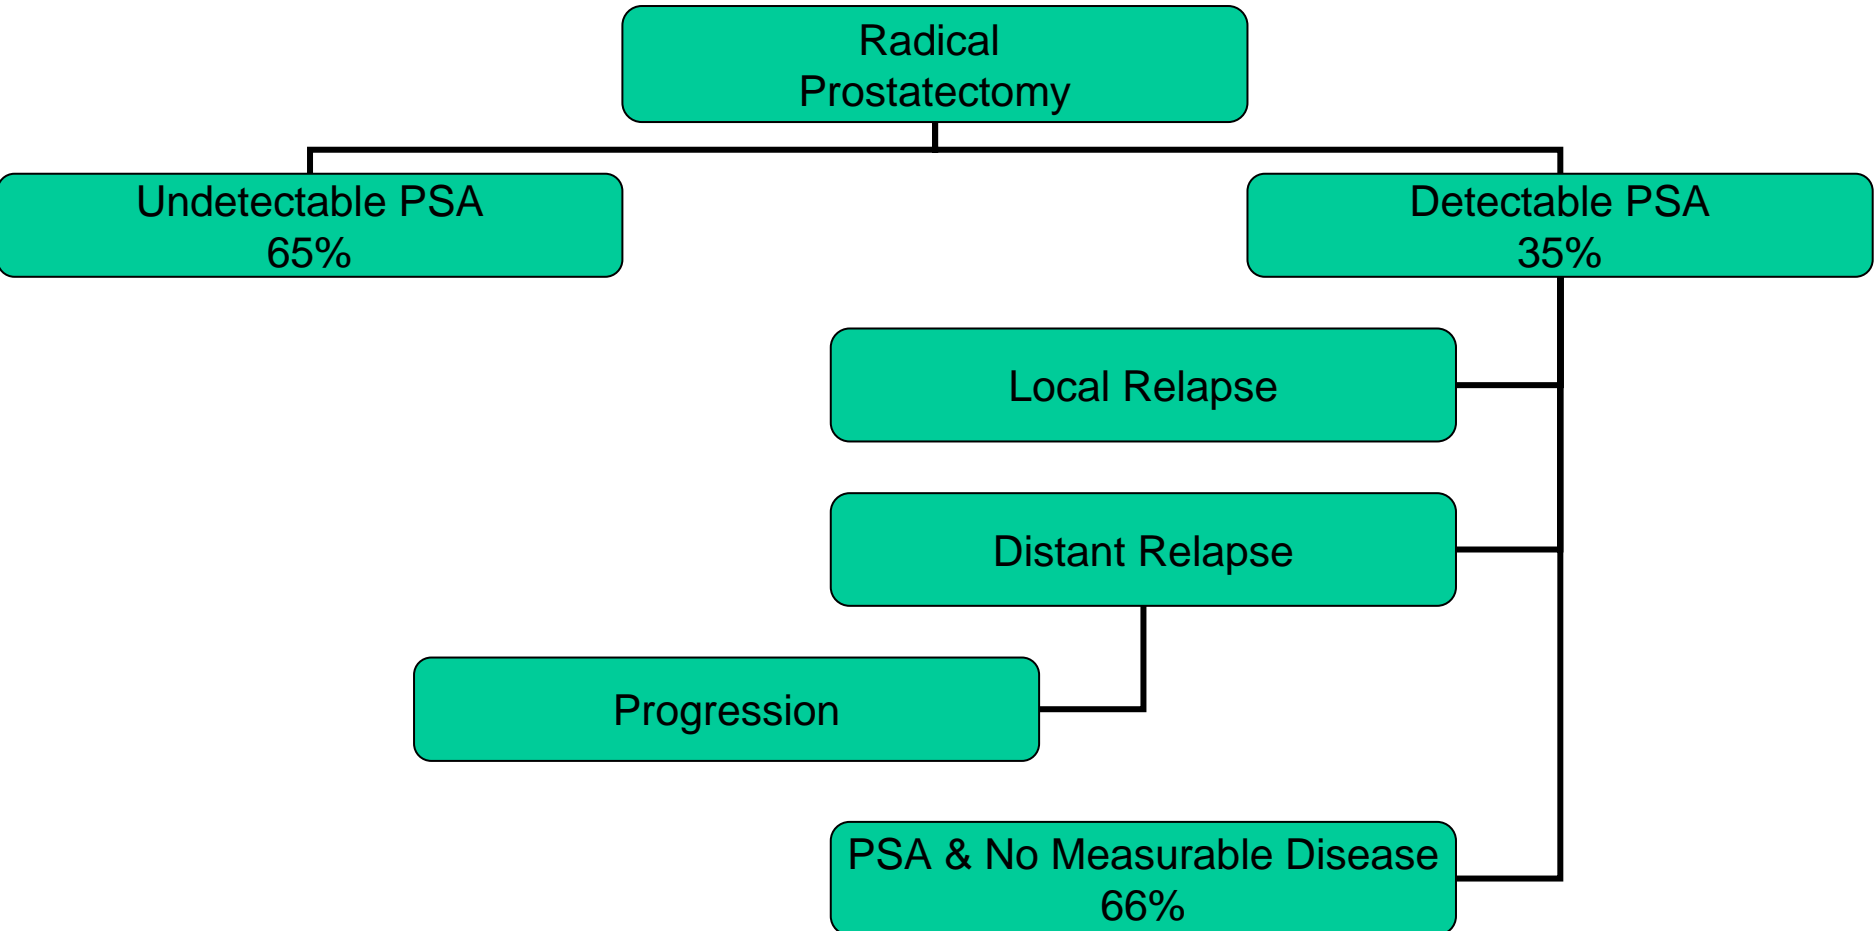 Radical
Prostatectomy
Undetectable PSA
65%
Detectable PSA
35%
Local Relapse
Distant Relapse
Progression
PSA & No Measurable Disease
66%